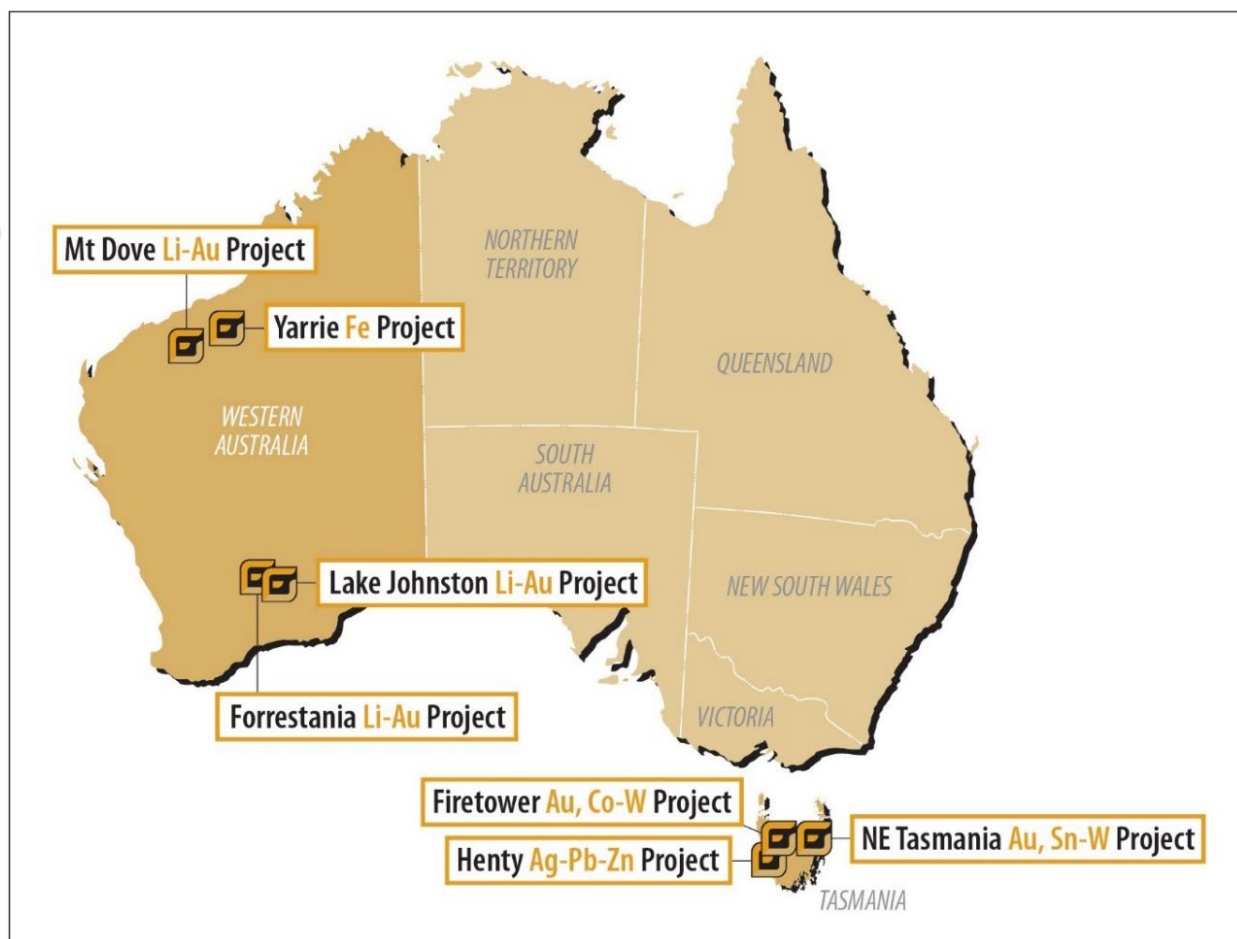 NORTHERN
TERRITORY
Mt Dove Li-Au Project
Yarrie Fe Project
QUEENSLAND
WESTERN
AUSTRALIA
SOUTH
AUSTRALIA
Lake Johnston Li-Au Project
NEW SOUTH WALES
Forrestania Li-Au Project
VICTORIA
Firetower Au, Co-W Project
NE Tasmania Au, Sn-W Project
Henty Ag-Pb-Zn Project
TASMANIA